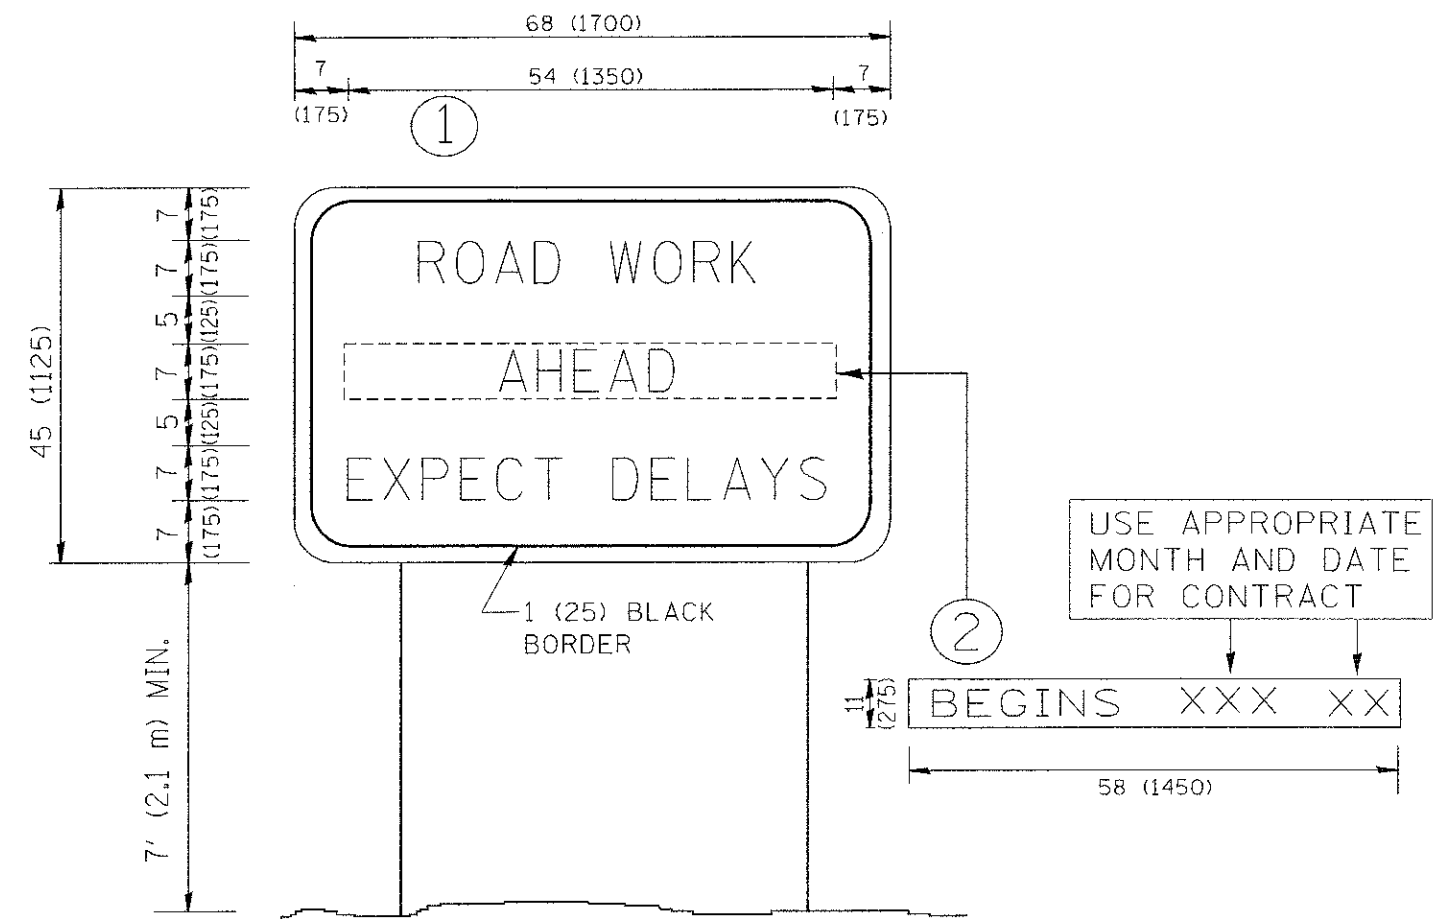 68 (1700)
7 54 (1350) 7
(175) (175)
1
45 (1125)
7 (175)
7 (175)
5 (125)
7 (175)
5 (125)
7 (175)
7 (175)
7' (2.1 m) MIN.
ROAD WORK
AHEAD
EXPECT DELAYS
1 (25) BLACK
BORDER
USE APPROPRIATE
MONTH AND DATE
FOR CONTRACT
2
11
(275)
BEGINS XXX XX
58 (1450)